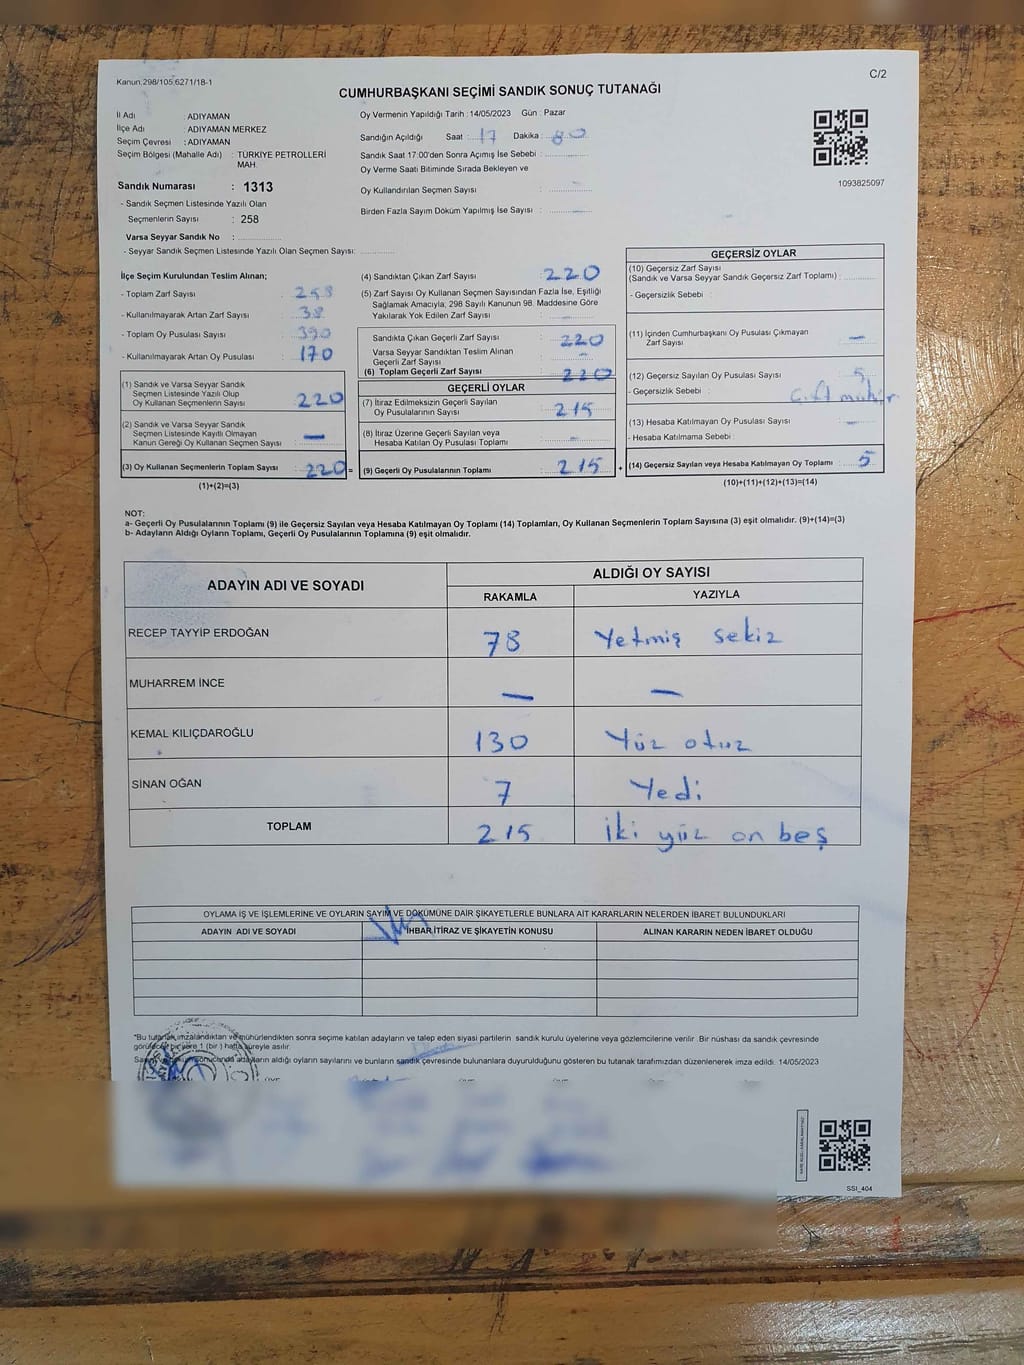 Kanun:298/105,6271/18-1
C/2
CUMHURBAŞKANI SEÇİMİ SANDIK SONUÇ TUTANAĞI
İl Adı : ADIYAMAN
İlçe Adı : ADIYAMAN MERKEZ
Seçim Çevresi : ADIYAMAN
Seçim Bölgesi (Mahalle Adı) : TÜRKİYE PETROLLERİ
MAH.
Sandık Numarası : 1313
- Sandık Seçmen Listesinde Yazılı Olan
Seçmenlerin Sayısı : 258
Varsa Seyyar Sandık No :
- Seyyar Sandık Seçmen Listesinde Yazılı Olan Seçmen Sayısı:
Oy Vermenin Yapıldığı Tarih : 14/05/2023 Gün : Pazar
Sandığın Açıldığı Saat : 17 Dakika :
Sandık Saat 17:00'den Sonra Açımış İse Sebebi :
Oy Verme Saati Bitiminde Sırada Bekleyen ve
Oy Kullandırılan Seçmen Sayısı : -
Birden Fazla Sayım Döküm Yapılmış İse Sayısı : -
1093825097
İlçe Seçim Kurulundan Teslim Alınan;
- Toplam Zarf Sayısı : 258
- Kullanılmayarak Artan Zarf Sayısı : 38
- Toplam Oy Pusulası Sayısı : 390
- Kullanılmayarak Artan Oy Pusulası : 170
(1) Sandık ve Varsa Seyyar Sandık
Seçmen Listesinde Yazılı Olup
Oy Kullanan Seçmenlerin Sayısı : 220
(2) Sandık ve Varsa Seyyar Sandık
Seçmen Listesinde Kayıtlı Olmayan
Kanun Gereği Oy Kullanan Seçmen Sayısı : -
(3) Oy Kullanan Seçmenlerin Toplam Sayısı : 220 =
(1)+(2)=(3)
(4) Sandıktan Çıkan Zarf Sayısı : 220
(5) Zarf Sayısı Oy Kullanan Seçmen Sayısından Fazla İse, Eşitliği
Sağlamak Amacıyla; 298 Sayılı Kanunun 98. Maddesine Göre
Yakılarak Yok Edilen Zarf Sayısı : -
Sandıkta Çıkan Geçerli Zarf Sayısı : 220
Varsa Seyyar Sandıktan Teslim Alınan
Geçerli Zarf Sayısı : -
(6) Toplam Geçerli Zarf Sayısı : 220
GEÇERLİ OYLAR
(7) İtiraz Edilmeksizin Geçerli Sayılan
Oy Pusulalarının Sayısı : 215
(8) İtiraz Üzerine Geçerli Sayılan veya
Hesaba Katılan Oy Pusulası Toplamı : -
(9) Geçerli Oy Pusulalarının Toplamı : 215 +
GEÇERSİZ OYLAR
(10) Geçersiz Zarf Sayısı
(Sandık ve Varsa Seyyar Sandık Geçersiz Zarf Toplamı) :
- Geçersizlik Sebebi :
(11) İçinden Cumhurbaşkanı Oy Pusulası Çıkmayan
Zarf Sayısı : -
(12) Geçersiz Sayılan Oy Pusulası Sayısı : 5
- Geçersizlik Sebebi : Çift mühür
(13) Hesaba Katılmayan Oy Pusulası Sayısı : -
- Hesaba Katılmama Sebebi :
(14) Geçersiz Sayılan veya Hesaba Katılmayan Oy Toplamı : 5
(10)+(11)+(12)+(13)=(14)
NOT:
a- Geçerli Oy Pusulalarının Toplamı (9) ile Geçersiz Sayılan veya Hesaba Katılmayan Oy Toplamı (14) Toplamları, Oy Kullanan Seçmenlerin Toplam Sayısına (3) eşit olmalıdır. (9)+(14)=(3)
b- Adayların Aldığı Oyların Toplamı, Geçerli Oy Pusulalarının Toplamına (9) eşit olmalıdır.
ADAYIN ADI VE SOYADI
ALDIĞI OY SAYISI
RAKAMLA YAZIYLA
RECEP TAYYİP ERDOĞAN 78 Yetmiş sekiz
MUHARREM İNCE - -
KEMAL KILIÇDAROĞLU 130 Yüz otuz
SİNAN OĞAN 7 Yedi
TOPLAM 215 İki yüz on beş
OYLAMA İŞ VE İŞLEMLERİNE VE OYLARIN SAYIM VE DÖKÜMÜNE DAİR ŞİKAYETLERLE BUNLARA AİT KARARLARIN NELERDEN İBARET BULUNDUKLARI
ADAYIN ADI VE SOYADI İHBAR,İTİRAZ VE ŞİKAYETİN KONUSU ALINAN KARARIN NEDEN İBARET OLDUĞU
"Bu tutanak,imzalandıktan ve mühürlendikten sonra seçime katılan adayların ve talep eden siyasi partilerin sandık kurulu üyelerine veya gözlemcilerine verilir. Bir nüshası da sandık çevresinde
görülecek bir yere 1 (bir) hafta süreyle asılır.
adayların aldığı oyların sayılarını ve bunların sandık çevresinde bulunanlara duyurulduğunu gösteren bu tutanak tarafımızdan düzenlenerek imza edildi. 14/05/2023
SSİ_404